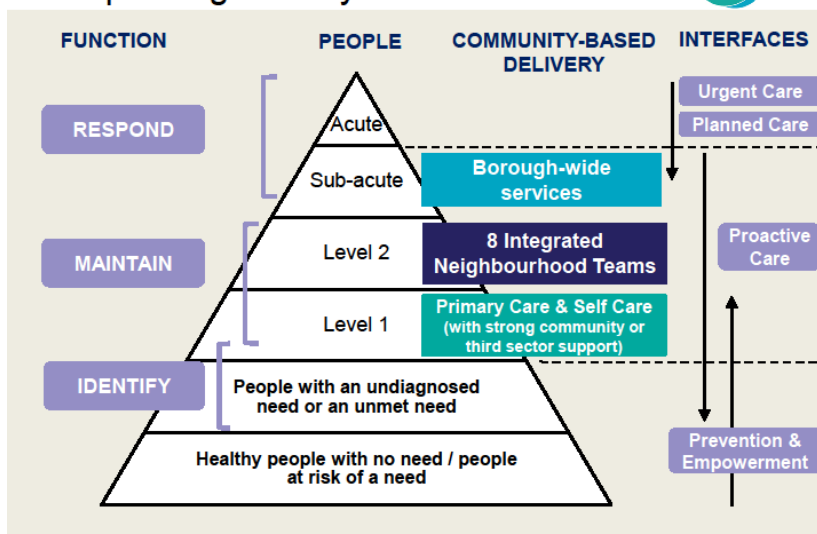 FUNCTION
PEOPLE
COMMUNITY-BASED
DELIVERY
INTERFACES
RESPOND
Acute
Urgent Care
Planned Care
Sub-acute
Borough-wide
services
MAINTAIN
Level 2
8 Integrated
Neighbourhood Teams
Proactive
Care
Level 1
Primary Care & Self Care
(with strong community or
third sector support)
IDENTIFY
People with an undiagnosed
need or an unmet need
Healthy people with no need / people
at risk of a need
Prevention &
Empowerment